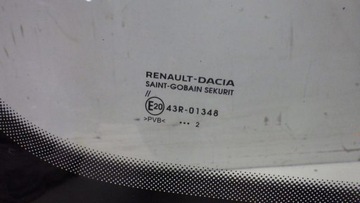 RENAULT-DACIA
SAINT-GOBAIN SEKURIT
//
E20 43R-01348
>PVB< ••• 2